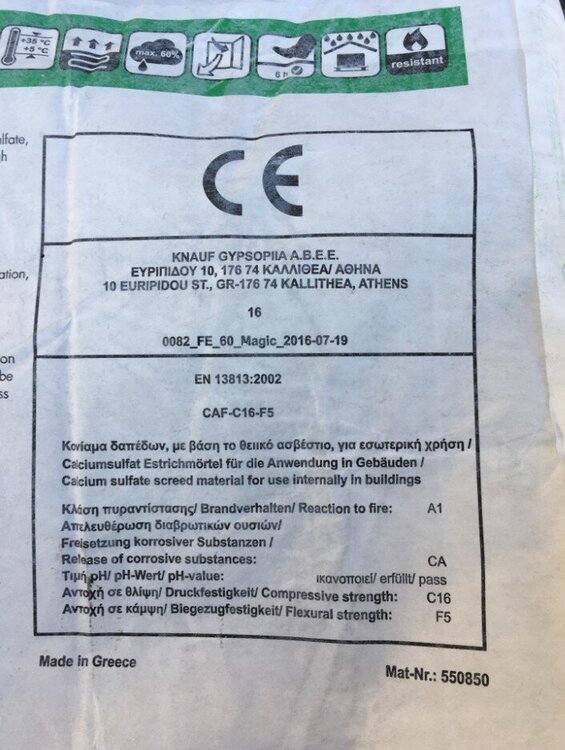 +35 °C
+5 °C
max. 60%
6 h
resistant
lfate,
h
ation,
on
be
ss
CE
KNAUF GYPSOPIIA A.B.E.E.
ΕΥΡΙΠΙΔΟΥ 10, 176 74 ΚΑΛΛΙΘΕΑ/ ΑΘΗΝΑ
10 EURIPIDOU ST., GR-176 74 KALLITHEA, ATHENS
16
0082_FE_60_Magic_2016-07-19
EN 13813:2002
CAF-C16-F5
Κονίαμα δαπέδων, με βάση το θειικό ασβέστιο, για εσωτερική χρήση /
Calciumsulfat Estrichmörtel für die Anwendung in Gebäuden /
Calcium sulfate screed material for use internally in buildings
Κλάση πυραντίστασης/ Brandverhalten/ Reaction to fire: A1
Απελευθέρωση διαβρωτικών ουσιών/
Freisetzung korrosiver Substanzen /
Release of corrosive substances: CA
Τιμή pH/ pH-Wert/ pH-value: ικανοποιεί/ erfüllt/ pass
Αντοχή σε θλίψη/ Druckfestigkeit/ Compressive strength: C16
Αντοχή σε κάμψη/ Biegezugfestigkeit/ Flexural strength: F5
Made in Greece
Mat-Nr.: 550850